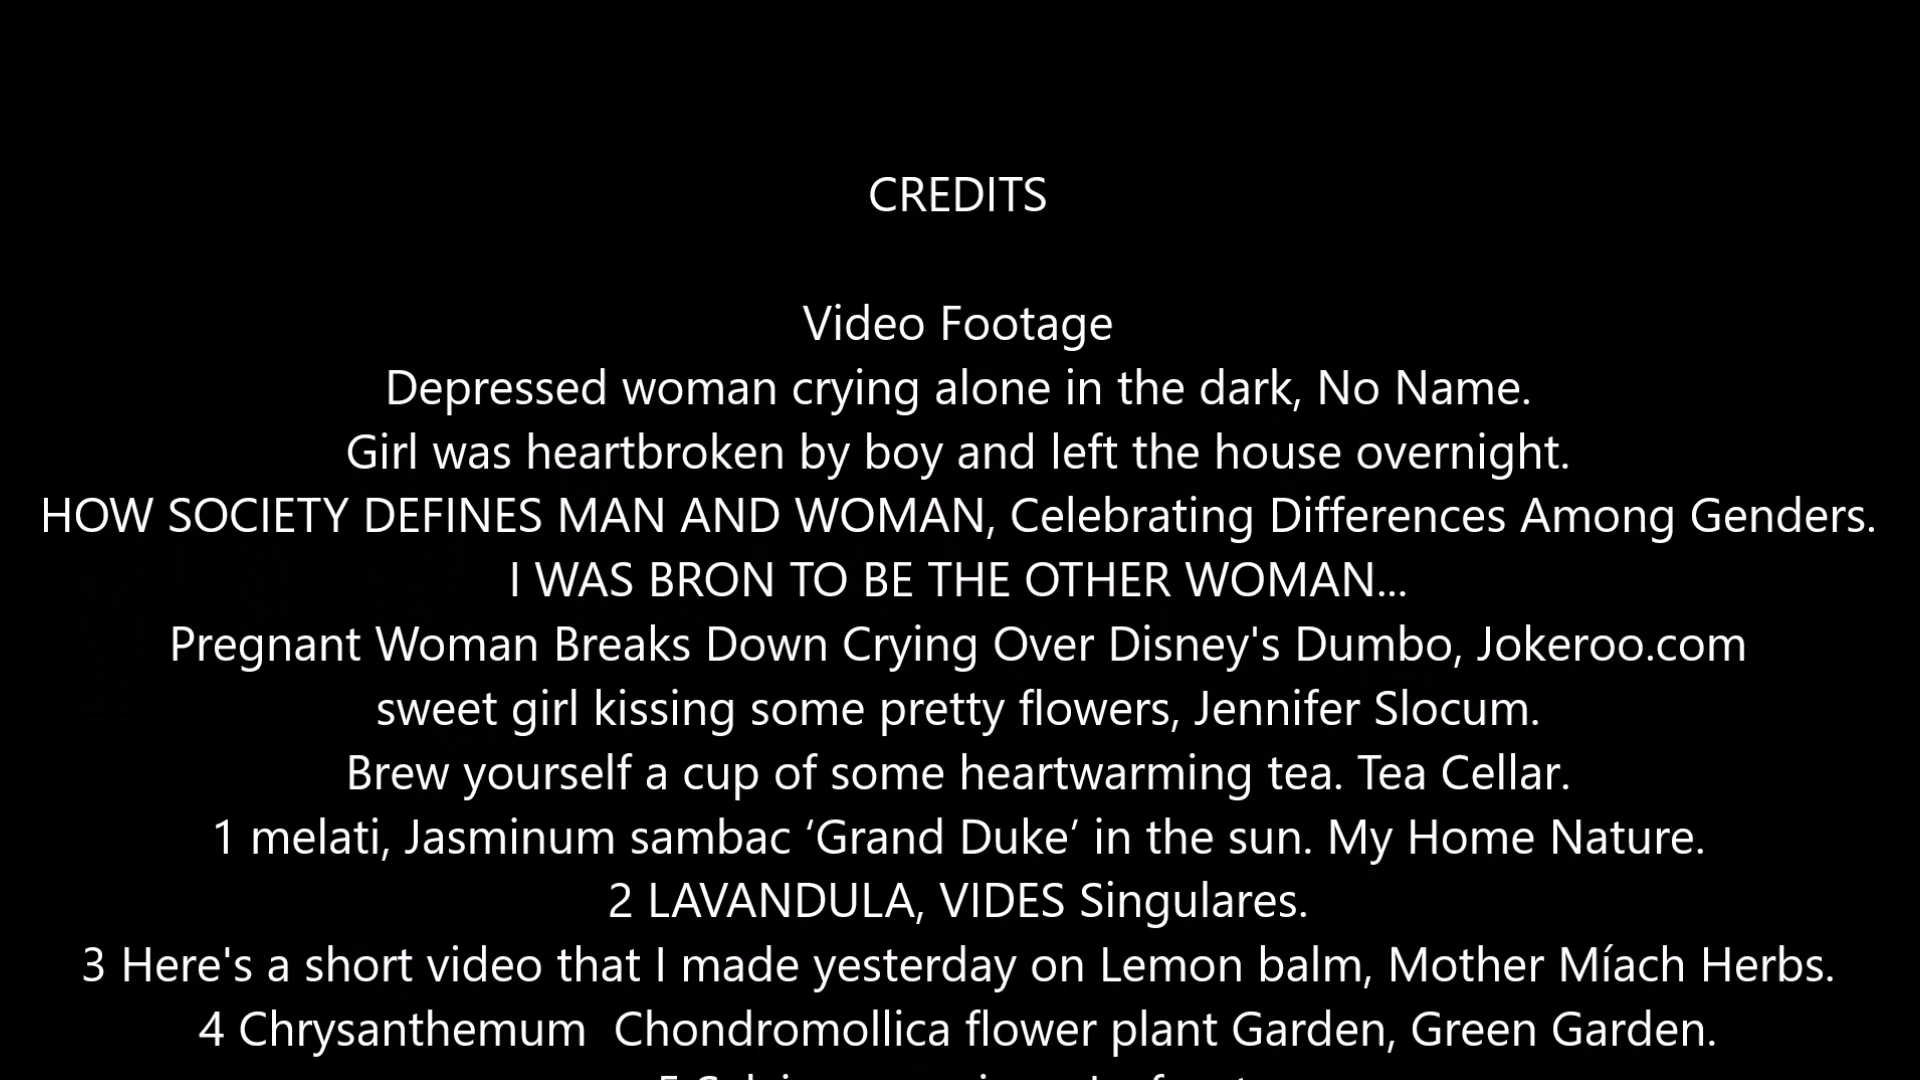 CREDITS
Video Footage
Depressed woman crying alone in the dark, No Name.
Girl was heartbroken by boy and left the house overnight.
HOW SOCIETY DEFINES MAN AND WOMAN, Celebrating Differences Among Genders.
I WAS BRON TO BE THE OTHER WOMAN...
Pregnant Woman Breaks Down Crying Over Disney's Dumbo, Jokeroo.com
sweet girl kissing some pretty flowers, Jennifer Slocum.
Brew yourself a cup of some heartwarming tea. Tea Cellar.
1 melati, Jasminum sambac ‘Grand Duke’ in the sun. My Home Nature.
2 LAVANDULA, VIDES Singulares.
3 Here's a short video that I made yesterday on Lemon balm, Mother Míach Herbs.
4 Chrysanthemum  Chondromollica flower plant Garden, Green Garden.
5